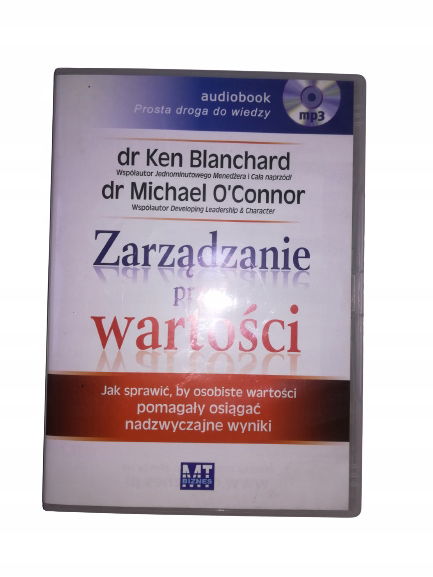 audiobook
Prosta droga do wiedzy
mp3
dr Ken Blanchard
Współautor Jednominutowego Menedżera i Cała naprzód!
dr Michael O'Connor
Współautor Developing Leadership & Character
Zarządzanie
wartości
Jak sprawić, by osobiste wartości
pomagały osiągać
nadzwyczajne wyniki
MT
BIZNES